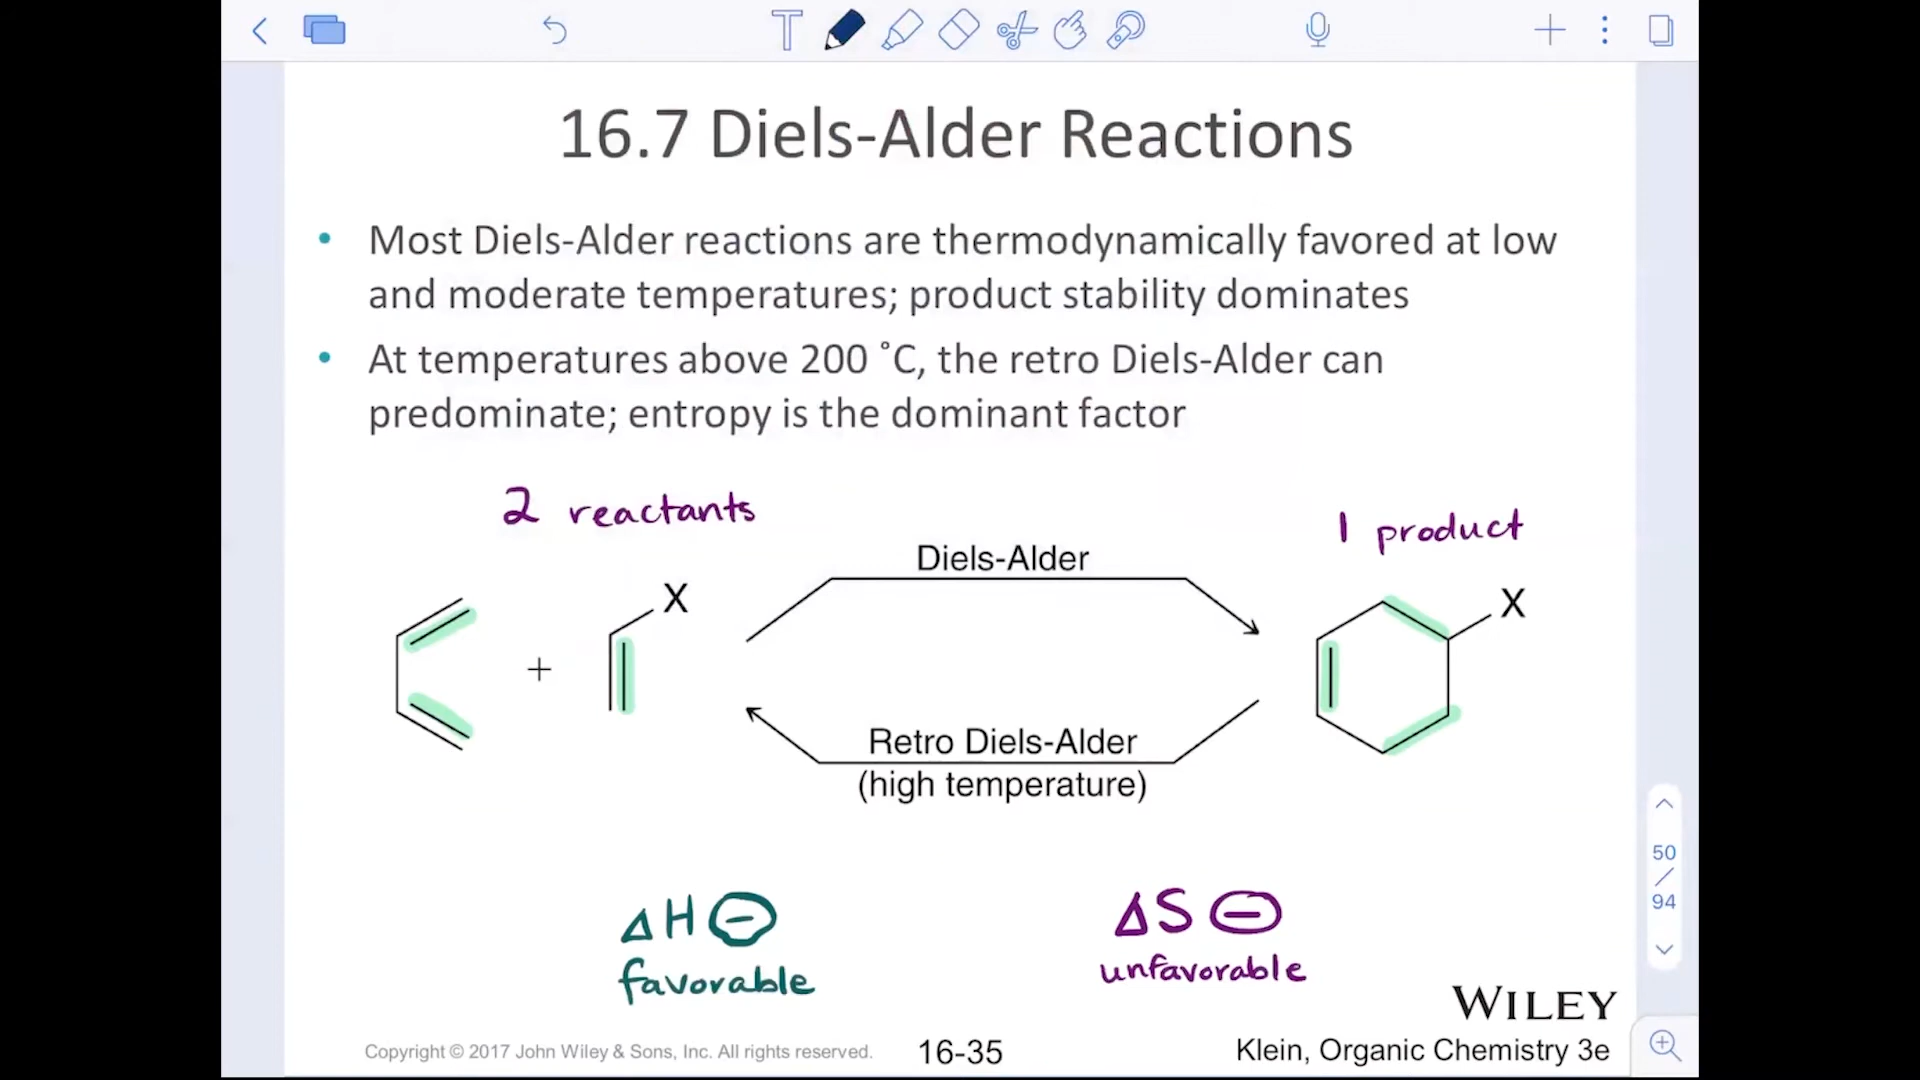 16.7 Diels-Alder Reactions
• Most Diels-Alder reactions are thermodynamically favored at low
and moderate temperatures; product stability dominates
• At temperatures above 200 ˚C, the retro Diels-Alder can
predominate; entropy is the dominant factor
2 reactants
1 product
Diels-Alder
X
+
X
Retro Diels-Alder
(high temperature)
50
/
94
ΔH ⊖
favorable
ΔS ⊖
unfavorable
WILEY
Copyright © 2017 John Wiley & Sons, Inc. All rights reserved.
16-35
Klein, Organic Chemistry 3e